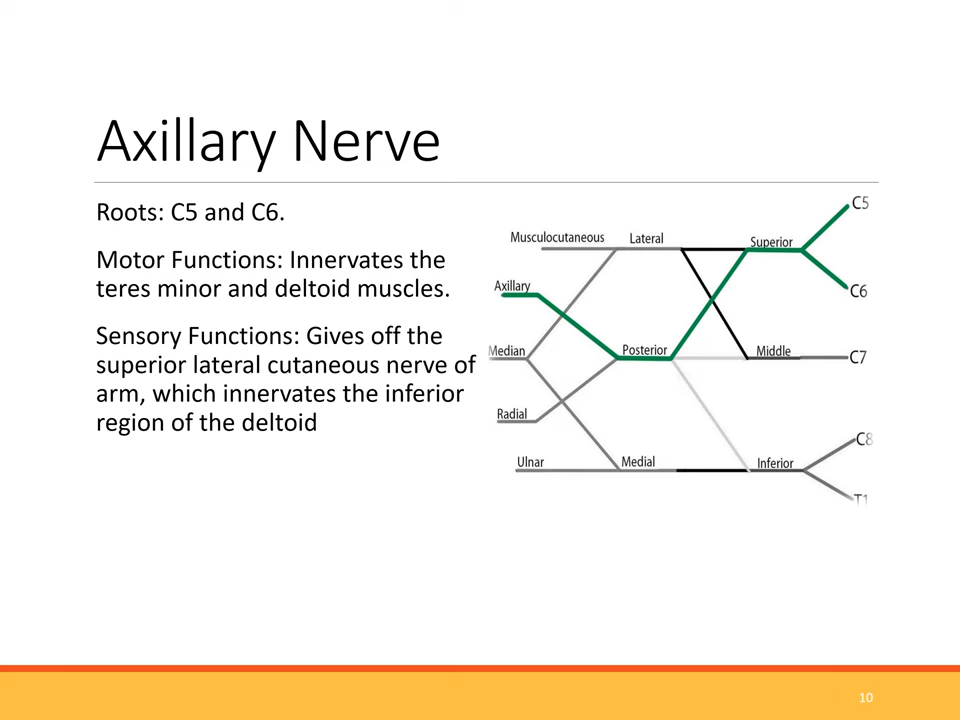 Axillary Nerve
Roots: C5 and C6.
Motor Functions: Innervates the
teres minor and deltoid muscles.
Sensory Functions: Gives off the
superior lateral cutaneous nerve of
arm, which innervates the inferior
region of the deltoid
C5
Musculocutaneous Lateral Superior
Axillary C6
Median Posterior Middle C7
Radial
C8
Ulnar Medial Inferior
T1
10